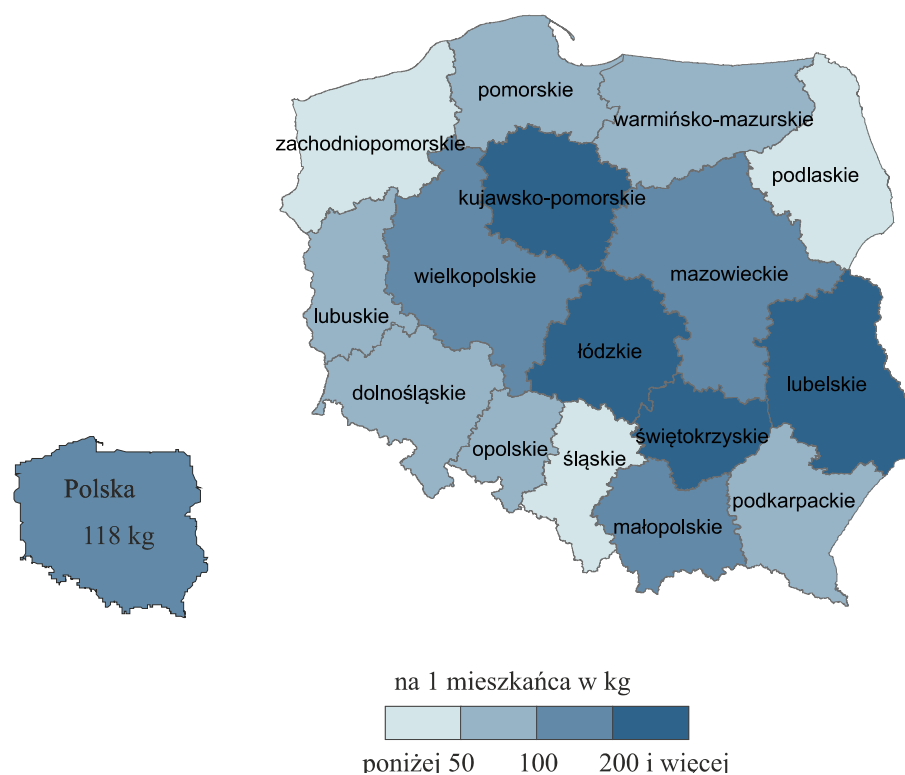 pomorskie
warmińsko-mazurskie
zachodniopomorskie
podlaskie
kujawsko-pomorskie
wielkopolskie
mazowieckie
lubuskie
łódzkie
dolnośląskie
lubelskie
świętokrzyskie
opolskie
śląskie
podkarpackie
małopolskie
Polska
118 kg
na 1 mieszkańca w kg
poniżej 50 100 200 i więcej